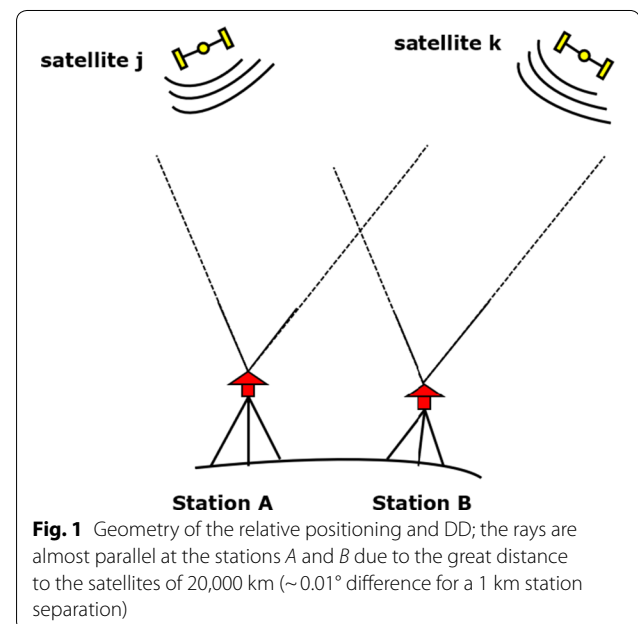 satellite j
satellite k
Station A
Station B
Fig. 1 Geometry of the relative positioning and DD; the rays are
almost parallel at the stations A and B due to the great distance
to the satellites of 20,000 km (~ 0.01° difference for a 1 km station
separation)